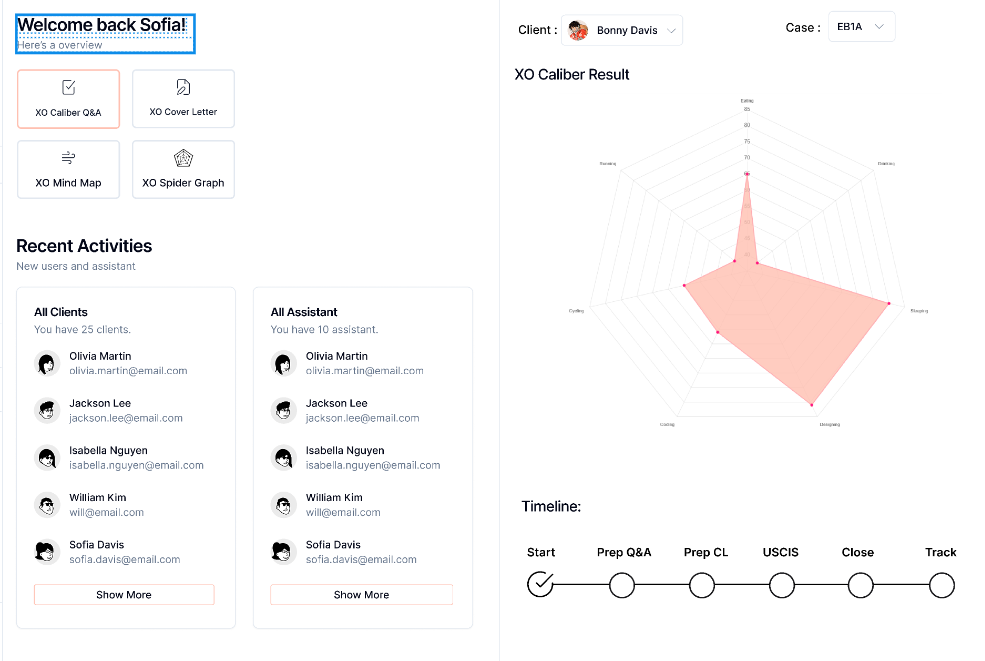 Welcome back Sofia!
Here's a overview
XO Caliber Q&A
XO Cover Letter
XO Mind Map
XO Spider Graph
Recent Activities
New users and assistant
All Clients
You have 25 clients.
Olivia Martin
olivia.martin@email.com
Jackson Lee
jackson.lee@email.com
Isabella Nguyen
isabella.nguyen@email.com
William Kim
will@email.com
Sofia Davis
sofia.davis@email.com
Show More
All Assistant
You have 10 assistant.
Olivia Martin
olivia.martin@email.com
Jackson Lee
jackson.lee@email.com
Isabella Nguyen
isabella.nguyen@email.com
William Kim
will@email.com
Sofia Davis
sofia.davis@email.com
Show More
Client : Bonny Davis
Case : EB1A
XO Caliber Result
Eating
85
80
75
70
Drinking
Sleeping
Designing
Coding
Cycling
Running
Timeline:
Start Prep Q&A Prep CL USCIS Close Track